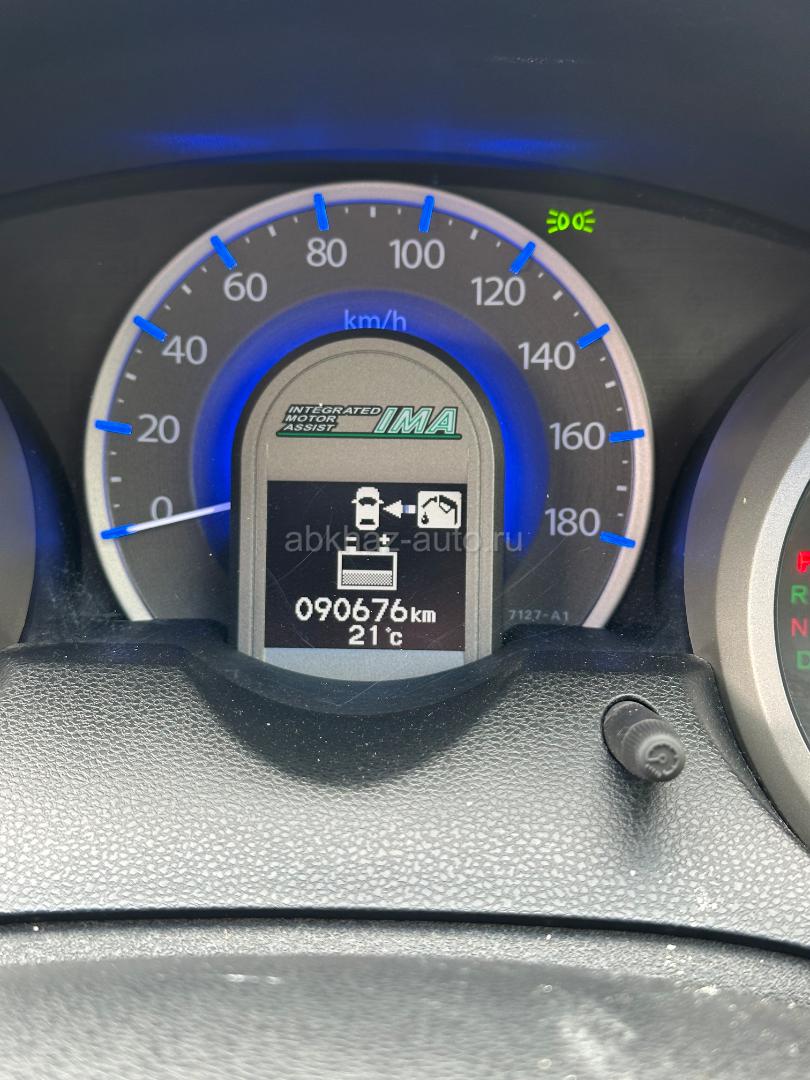 80 100
60 120
km/h
40 140
INTEGRATED
MOTOR
ASSIST IMA
20 160
0 180
abkhaz-auto.ru
- +
090676km
7127-A1
21°c
R
N
D